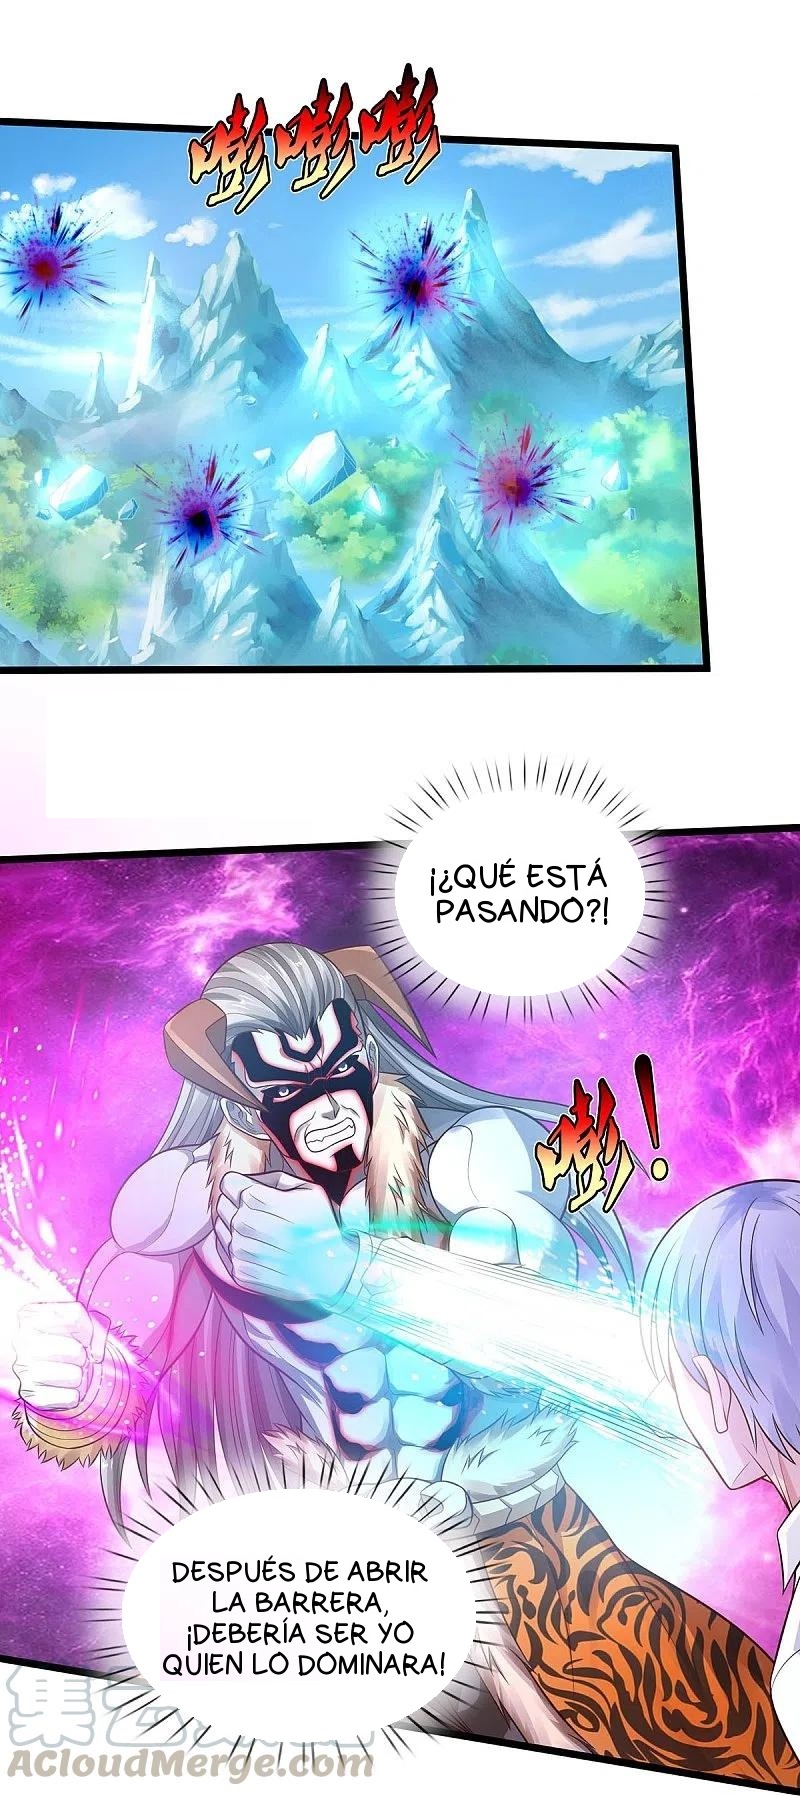 嘭嘭嘭
¡¿QUÉ ESTÁ
PASANDO?!
嘭!
DESPUÉS DE ABRIR
LA BARRERA,
¡DEBERÍA SER YO
QUIEN LO DOMINARA!
ACloudMerge.com